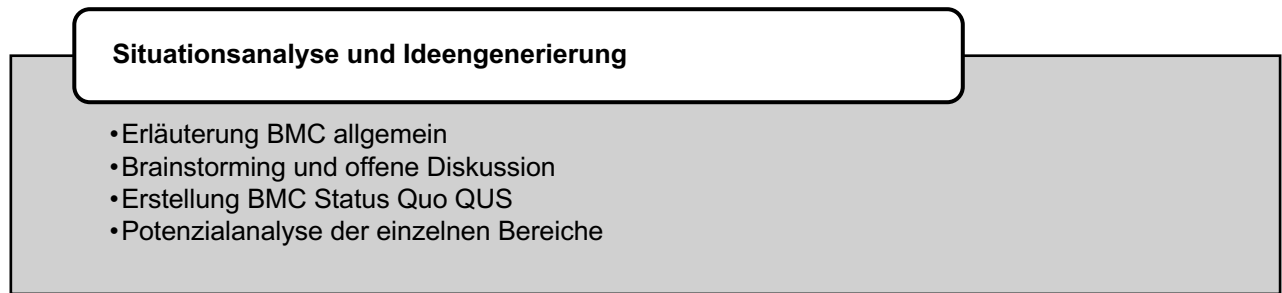 Situationsanalyse und Ideengenerierung
•Erläuterung BMC allgemein
•Brainstorming und offene Diskussion
•Erstellung BMC Status Quo QUS
•Potenzialanalyse der einzelnen Bereiche